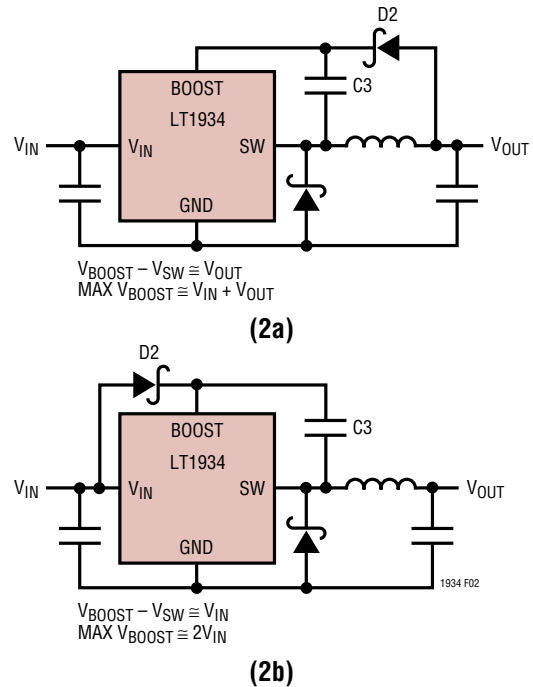 D2
C3
BOOST
LT1934
V_IN V_IN SW V_OUT
GND
V_BOOST – V_SW ≅ V_OUT
MAX V_BOOST ≅ V_IN + V_OUT
(2a)
D2
C3
BOOST
LT1934
V_IN V_IN SW V_OUT
GND
1934 F02
V_BOOST – V_SW ≅ V_IN
MAX V_BOOST ≅ 2V_IN
(2b)